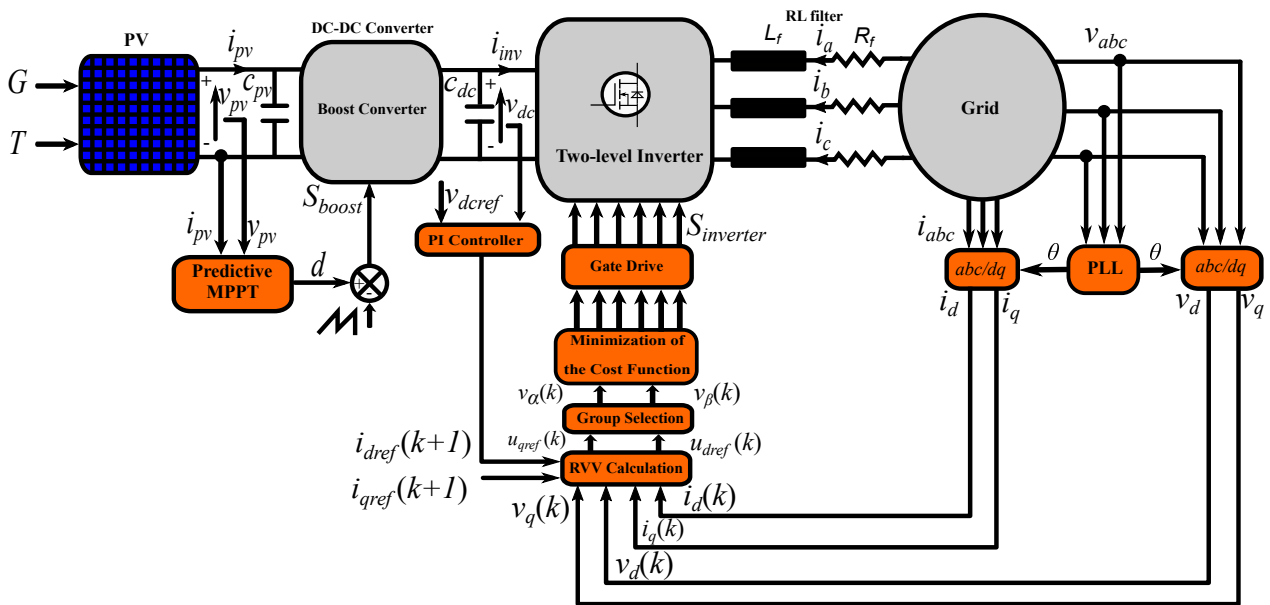 RL filter
PV
DC-DC Converter
L_f
i_a
R_f
v_abc
i_pv
i_inv
G
+
v_pv
c_pv
c_dc
+
v_dc
i_b
Boost Converter
Grid
T
-
-
Two-level Inverter
i_c
S_boost
v_dcref
i_pv
v_pv
PI Controller
S_inverter
i_abc
Predictive
MPPT
d
+
-
Gate Drive
abc/dq
θ
PLL
θ
abc/dq
i_d
i_q
v_d
v_q
Minimization of
the Cost Function
v_α(k)
v_β(k)
Group Selection
i_dref(k+1)
u_qref(k)
u_dref(k)
RVV Calculation
i_qref(k+1)
i_d(k)
v_q(k)
i_q(k)
v_d(k)